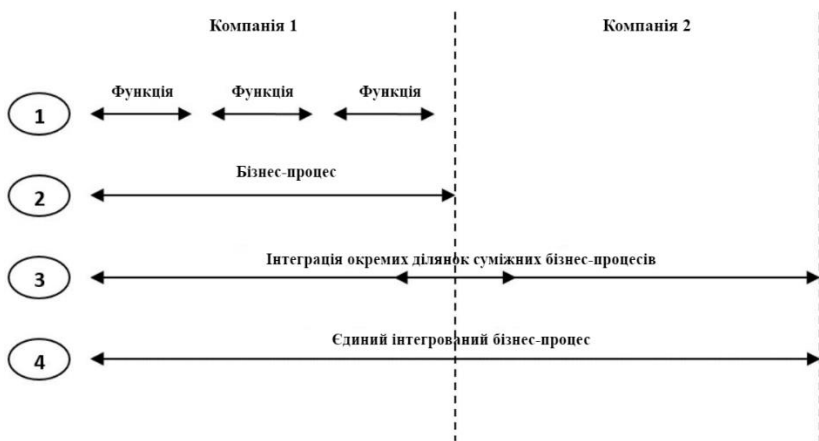 Компанія 1
Компанія 2
Функція
Функція
Функція
1
Бізнес-процес
2
Інтеграція окремих ділянок суміжних бізнес-процесів
3
Єдиний інтегрований бізнес-процес
4